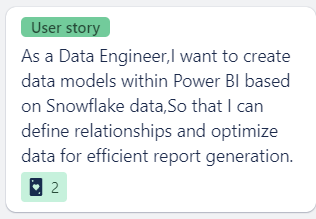 User story
As a Data Engineer,I want to create
data models within Power BI based
on Snowflake data,So that I can
define relationships and optimize
data for efficient report generation.
2